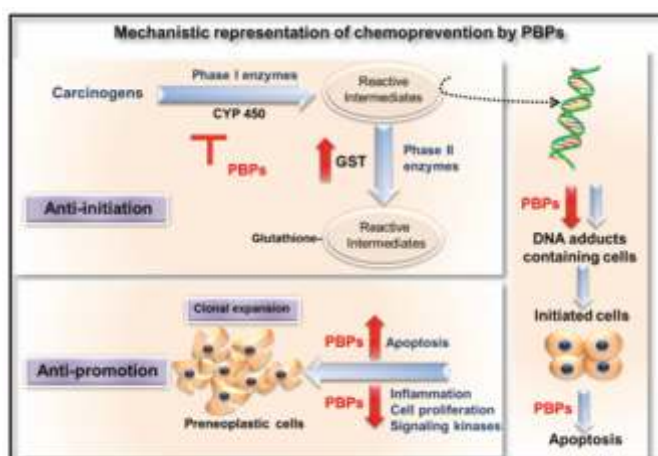 Mechanistic representation of chemoprevention by PBPs
Carcinogens
Phase I enzymes
CYP 450
Reactive
Intermediates
PBPs
GST
Phase II
enzymes
Anti-initiation
Glutathione–
Reactive
Intermediates
PBPs
DNA adducts
containing cells
Initiated cells
PBPs
Apoptosis
Clonal expansion
Anti-promotion
Preneoplastic cells
PBPs
Apoptosis
PBPs
Inflammation
Cell proliferation
Signaling kinases